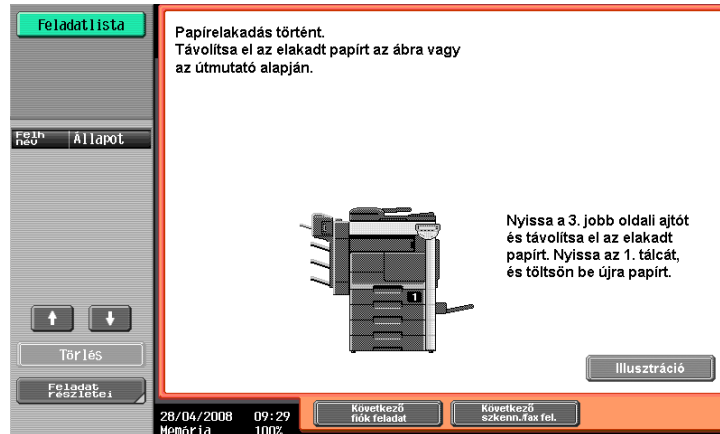 Feladatlista
Papírelakadás történt.
Távolítsa el az elakadt papírt az ábra vagy
az útmutató alapján.
Felh
név
Állapot
1
Nyissa a 3. jobb oldali ajtót
és távolítsa el az elakadt
papírt. Nyissa az 1. tálcát,
és töltsön be újra papírt.
Törlés
Illusztráció
Feladat
részletei
28/04/2008 09:29
Memória 100%
Következő
fiók feladat
Következő
szkenn./fax fel.